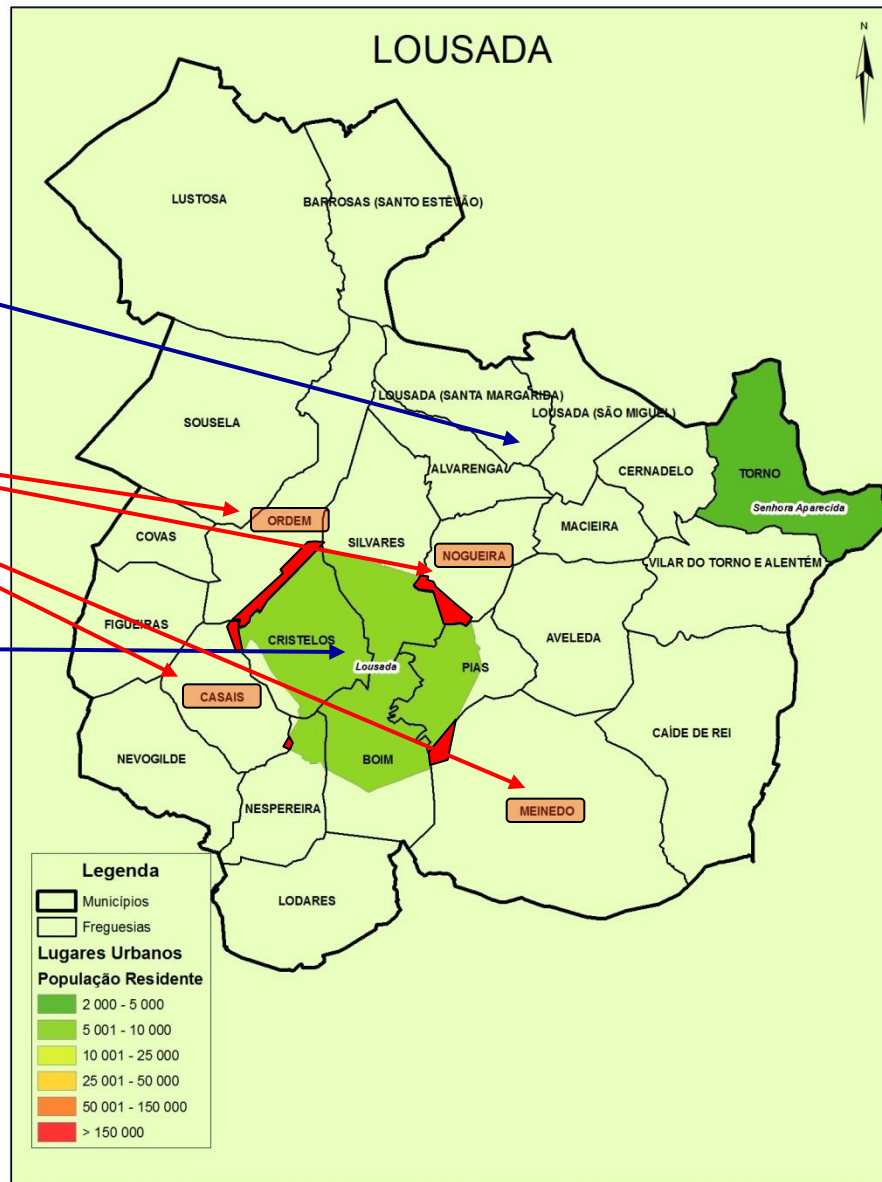 LOUSADA
N
LUSTOSA
BARROSAS (SANTO ESTÊVÃO)
LOUSADA (SANTA MARGARIDA)
LOUSADA (SÃO MIGUEL)
SOUSELA
ALVARENGA
CERNADELO
TORNO
Senhora Aparecida
ORDEM
COVAS
SILVARES
MACIEIRA
NOGUEIRA
VILAR DO TORNO E ALENTÉM
FIGUEIRAS
CRISTELOS
AVELEDA
Lousada
PIAS
CASAIS
CAÍDE DE REI
NEVOGILDE
BOIM
NESPEREIRA
MEINEDO
LODARES
Legenda
Municípios
Freguesias
Lugares Urbanos
População Residente
2 000 - 5 000
5 001 - 10 000
10 001 - 25 000
25 001 - 50 000
50 001 - 150 000
> 150 000